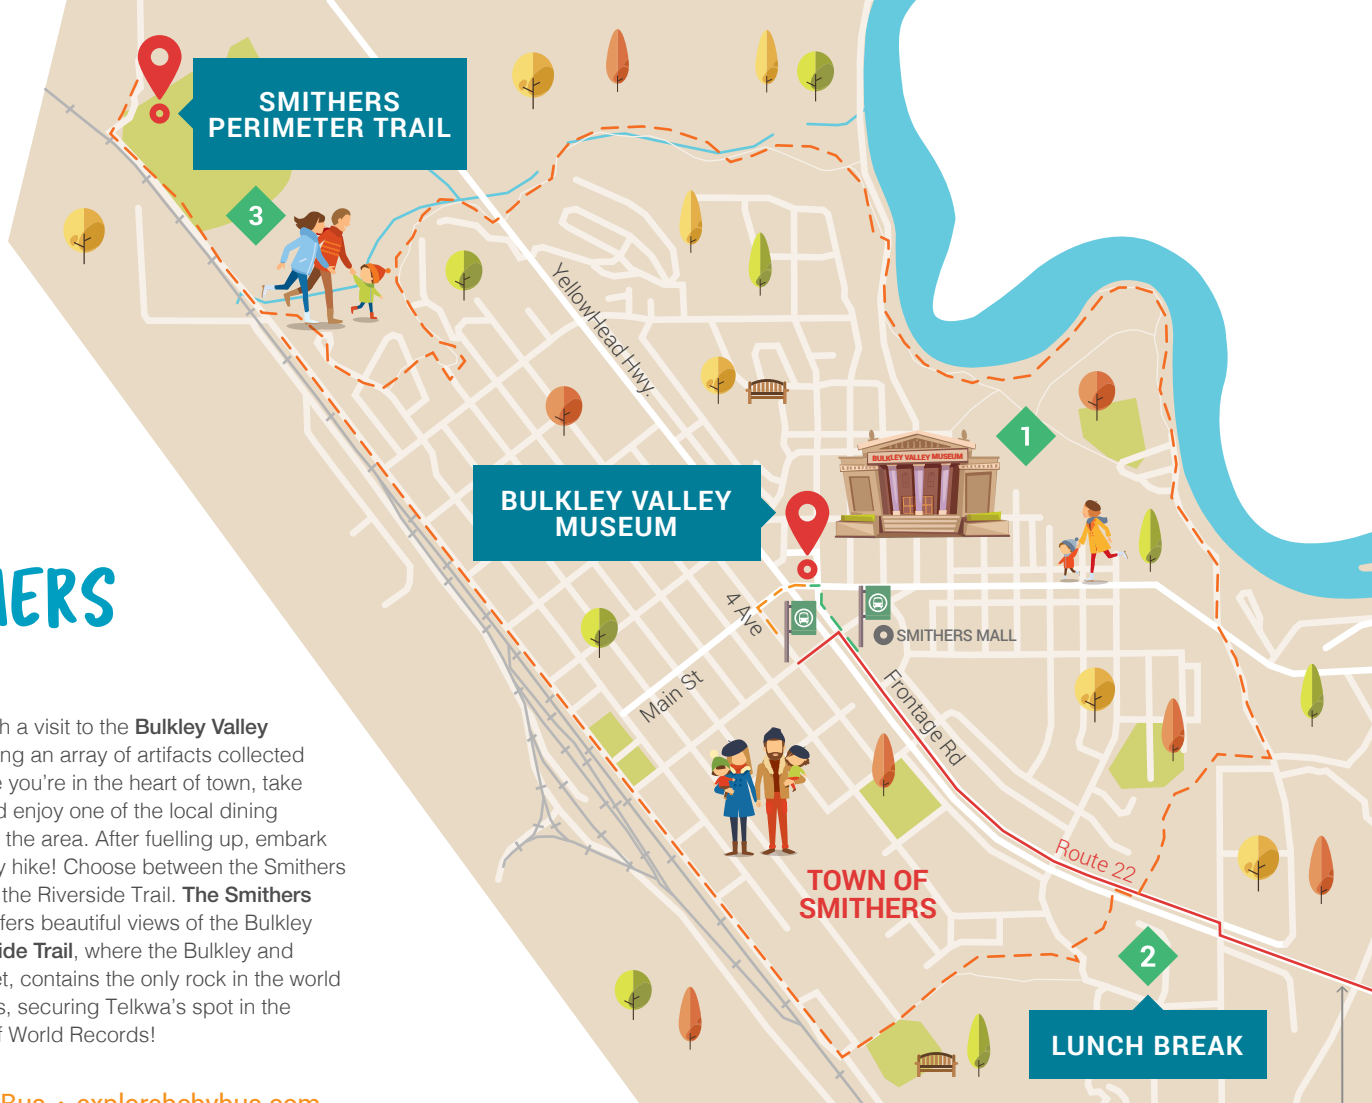 SMITHERS
PERIMETER TRAIL
3
YellowHead Hwy.
1
BULKLEY VALLEY MUSEUM
BULKLEY VALLEY
MUSEUM
4 Ave
SMITHERS MALL
Main St
Frontage Rd
Route 22
TOWN OF
SMITHERS
2
LUNCH BREAK
ERS
h a visit to the Bulkley Valley
ng an array of artifacts collected
e you're in the heart of town, take
d enjoy one of the local dining
the area. After fuelling up, embark
y hike! Choose between the Smithers
the Riverside Trail. The Smithers
ffers beautiful views of the Bulkley
ide Trail, where the Bulkley and
et, contains the only rock in the world
s, securing Telkwa's spot in the
f World Records!
Bus • explorebcbybus.com